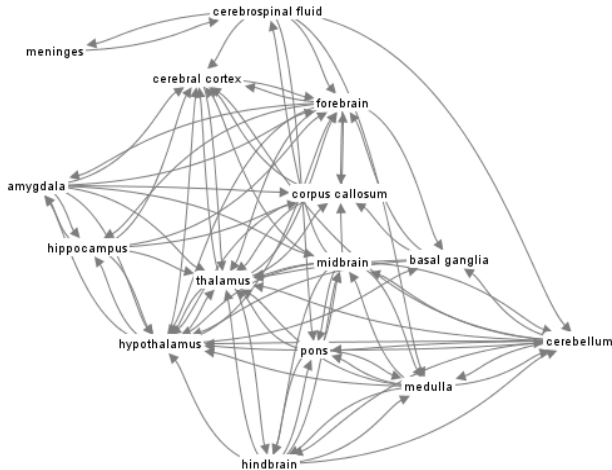 cerebrospinal fluid
meninges
cerebral cortex
forebrain
amygdala
corpus callosum
hippocampus
midbrain
basal ganglia
thalamus
hypothalamus
pons
cerebellum
medulla
hindbrain